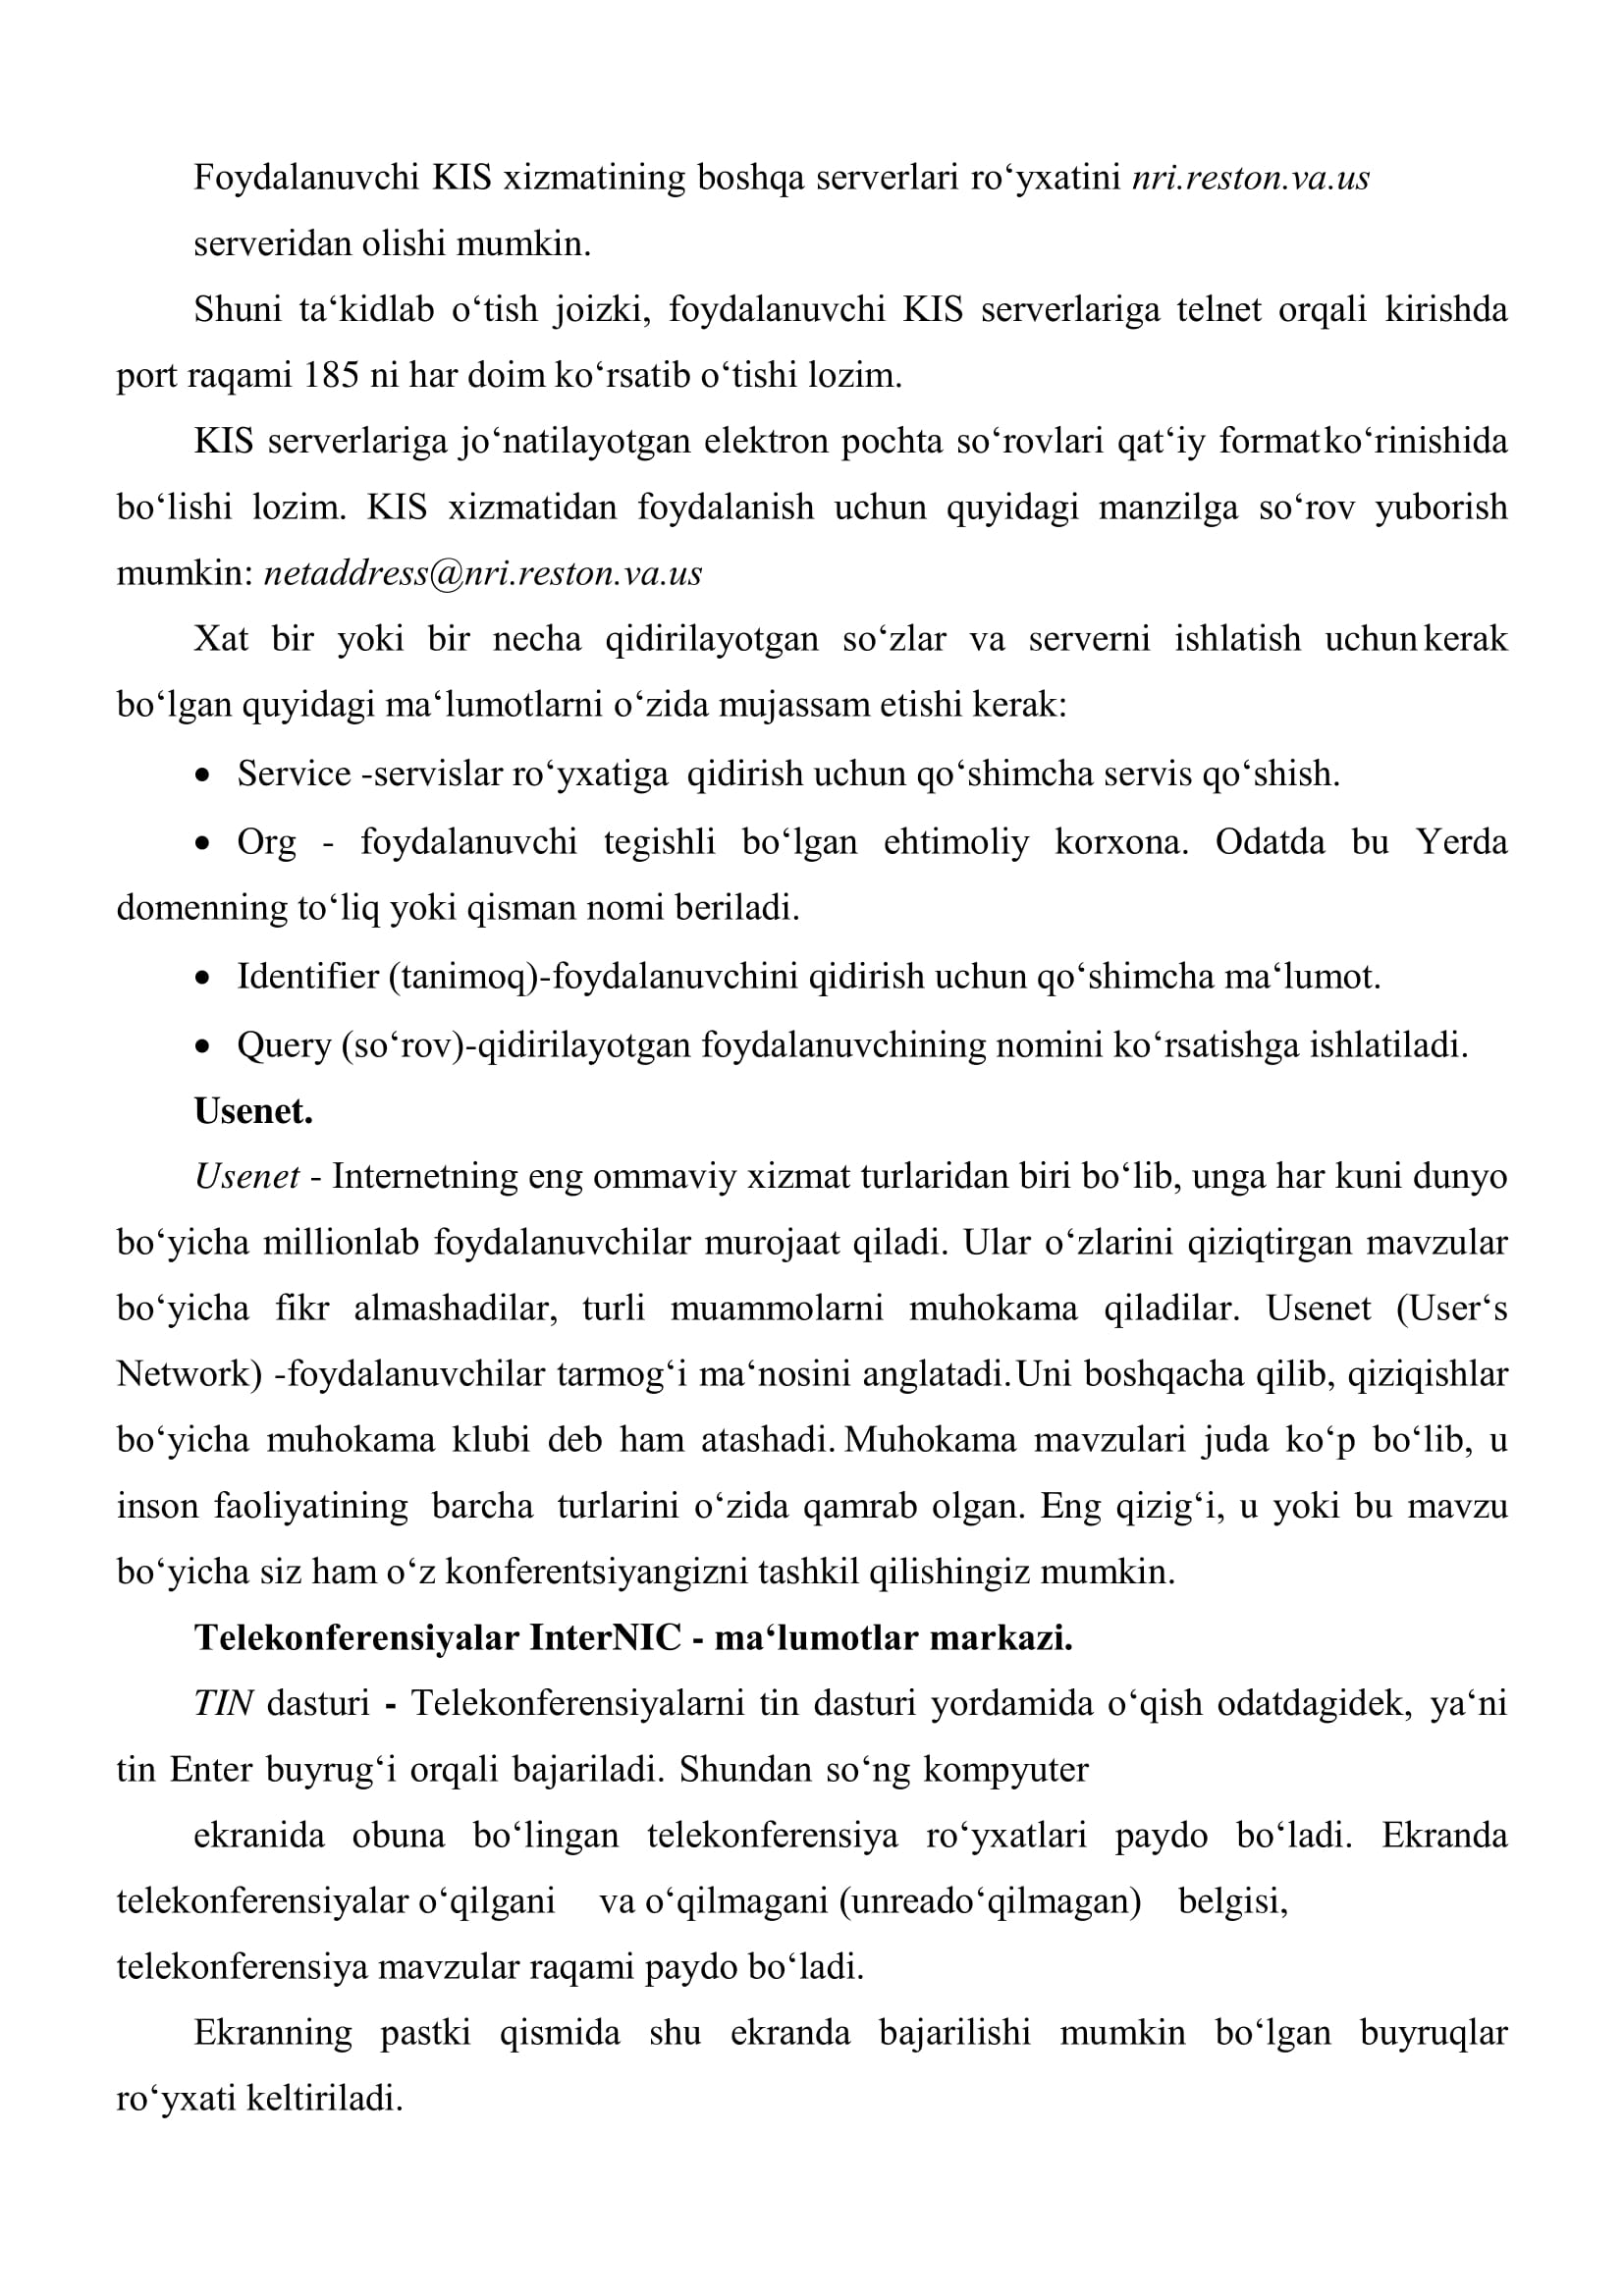 Foydalanuvchi KIS xizmatining boshqa serverlari ro‘yxatini nri.reston.va.us
serveridan olishi mumkin.
Shuni ta‘kidlab o‘tish joizki, foydalanuvchi KIS serverlariga telnet orqali kirishda
port raqami 185 ni har doim ko‘rsatib o‘tishi lozim.
KIS serverlariga jo‘natilayotgan elektron pochta so‘rovlari qat‘iy formatko‘rinishida
bo‘lishi lozim. KIS xizmatidan foydalanish uchun quyidagi manzilga so‘rov yuborish
mumkin: netaddress@nri.reston.va.us
Xat bir yoki bir necha qidirilayotgan so‘zlar va serverni ishlatish uchun kerak
bo‘lgan quyidagi ma‘lumotlarni o‘zida mujassam etishi kerak:
• Service -servislar ro‘yxatiga qidirish uchun qo‘shimcha servis qo‘shish.
• Org - foydalanuvchi tegishli bo‘lgan ehtimoliy korxona. Odatda bu Yerda
domenning to‘liq yoki qisman nomi beriladi.
• Identifier (tanimoq)-foydalanuvchini qidirish uchun qo‘shimcha ma‘lumot.
• Query (so‘rov)-qidirilayotgan foydalanuvchining nomini ko‘rsatishga ishlatiladi.
Usenet.
Usenet - Internetning eng ommaviy xizmat turlaridan biri bo‘lib, unga har kuni dunyo
bo‘yicha millionlab foydalanuvchilar murojaat qiladi. Ular o‘zlarini qiziqtirgan mavzular
bo‘yicha fikr almashadilar, turli muammolarni muhokama qiladilar. Usenet (User‘s
Network) -foydalanuvchilar tarmog‘i ma‘nosini anglatadi. Uni boshqacha qilib, qiziqishlar
bo‘yicha muhokama klubi deb ham atashadi. Muhokama mavzulari juda ko‘p bo‘lib, u
inson faoliyatining barcha turlarini o‘zida qamrab olgan. Eng qizig‘i, u yoki bu mavzu
bo‘yicha siz ham o‘z konferentsiyangizni tashkil qilishingiz mumkin.
Telekonferensiyalar InterNIC - ma‘lumotlar markazi.
TIN dasturi - Telekonferensiyalarni tin dasturi yordamida o‘qish odatdagidek, ya‘ni
tin Enter buyrug‘i orqali bajariladi. Shundan so‘ng kompyuter
ekranida obuna bo‘lingan telekonferensiya ro‘yxatlari paydo bo‘ladi. Ekranda
telekonferensiyalar o‘qilgani va o‘qilmagani (unreado‘qilmagan) belgisi,
telekonferensiya mavzular raqami paydo bo‘ladi.
Ekranning pastki qismida shu ekranda bajarilishi mumkin bo‘lgan buyruqlar
ro‘yxati keltiriladi.